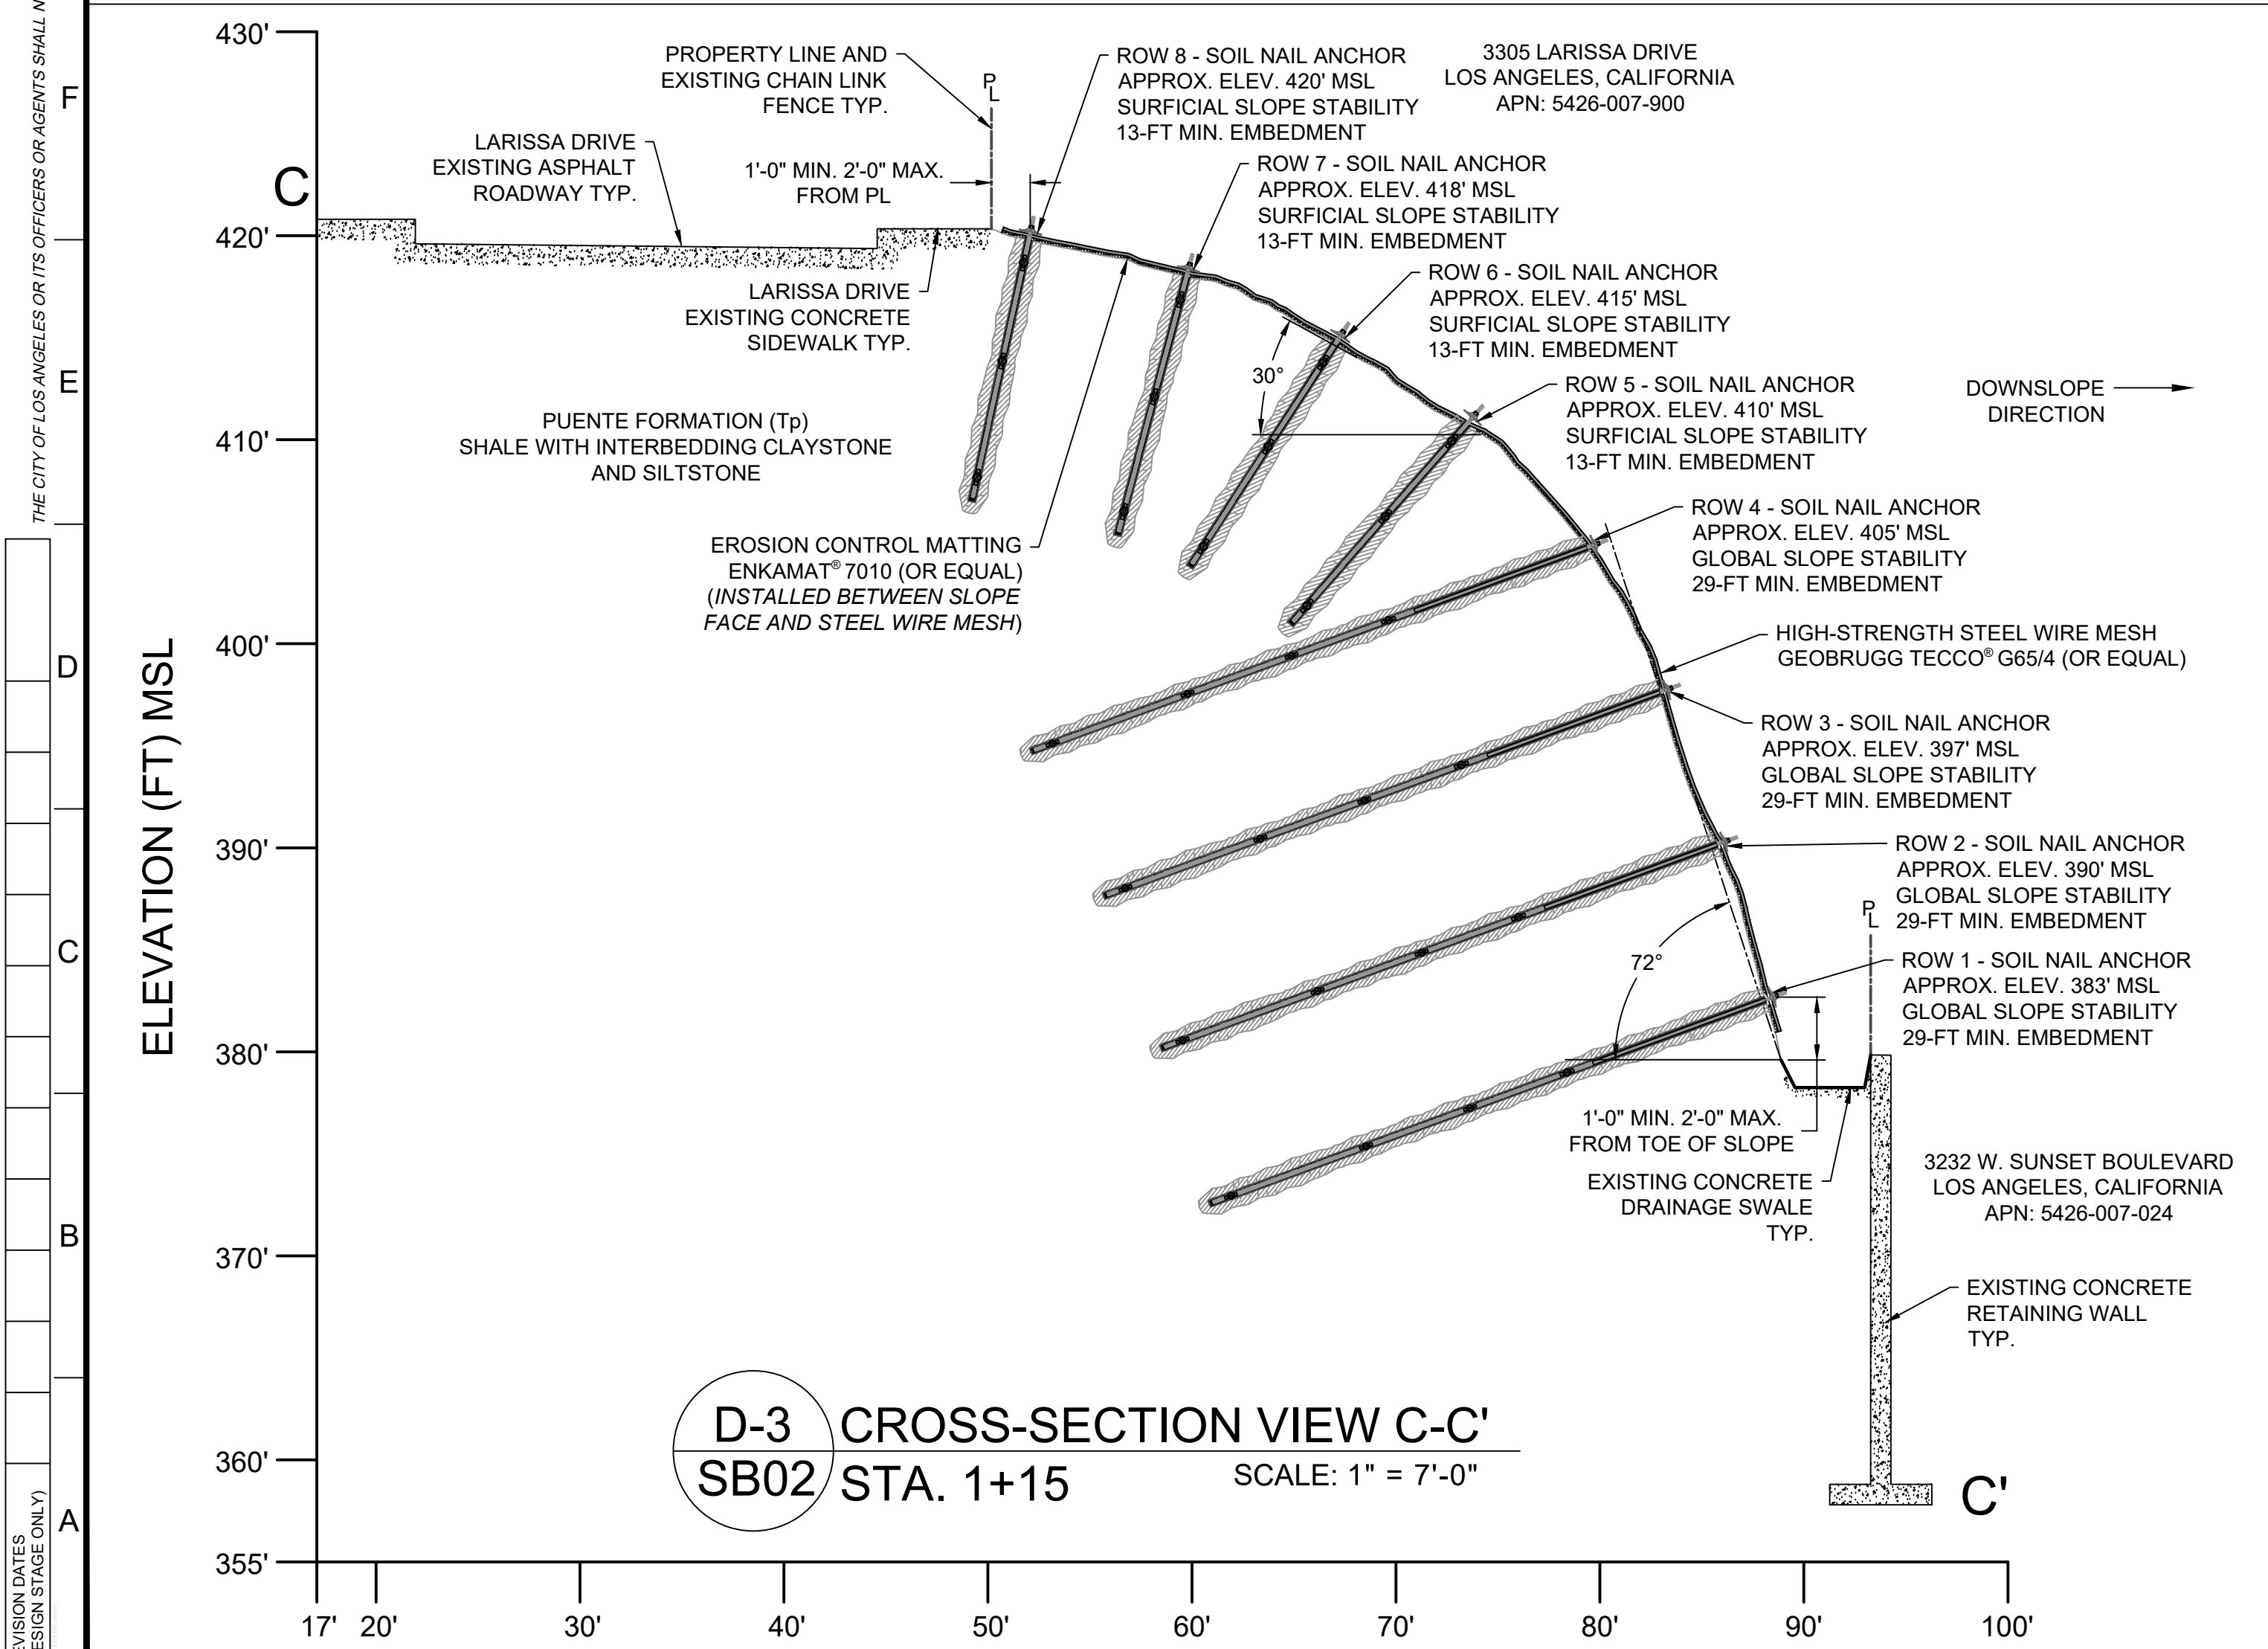 THE CITY OF LOS ANGELES OR ITS OFFICERS OR AGENTS SHALL
F
E
D
C
B
A
430'
420'
410'
400'
390'
380'
370'
360'
355'
ELEVATION (FT) MSL
C
PROPERTY LINE AND
EXISTING CHAIN LINK
FENCE TYP.
PL
LARISSA DRIVE
EXISTING ASPHALT
ROADWAY TYP.
1'-0" MIN. 2'-0" MAX.
FROM PL
LARISSA DRIVE
EXISTING CONCRETE
SIDEWALK TYP.
PUENTE FORMATION (Tp)
SHALE WITH INTERBEDDING CLAYSTONE
AND SILTSTONE
EROSION CONTROL MATTING
ENKAMAT® 7010 (OR EQUAL)
(INSTALLED BETWEEN SLOPE
FACE AND STEEL WIRE MESH)
ROW 8 - SOIL NAIL ANCHOR
APPROX. ELEV. 420' MSL
SURFICIAL SLOPE STABILITY
13-FT MIN. EMBEDMENT
3305 LARISSA DRIVE
LOS ANGELES, CALIFORNIA
APN: 5426-007-900
ROW 7 - SOIL NAIL ANCHOR
APPROX. ELEV. 418' MSL
SURFICIAL SLOPE STABILITY
13-FT MIN. EMBEDMENT
ROW 6 - SOIL NAIL ANCHOR
APPROX. ELEV. 415' MSL
SURFICIAL SLOPE STABILITY
13-FT MIN. EMBEDMENT
30°
ROW 5 - SOIL NAIL ANCHOR
APPROX. ELEV. 410' MSL
SURFICIAL SLOPE STABILITY
13-FT MIN. EMBEDMENT
DOWNSLOPE
DIRECTION
ROW 4 - SOIL NAIL ANCHOR
APPROX. ELEV. 405' MSL
GLOBAL SLOPE STABILITY
29-FT MIN. EMBEDMENT
HIGH-STRENGTH STEEL WIRE MESH
GEOBRUGG TECCO® G65/4 (OR EQUAL)
ROW 3 - SOIL NAIL ANCHOR
APPROX. ELEV. 397' MSL
GLOBAL SLOPE STABILITY
29-FT MIN. EMBEDMENT
ROW 2 - SOIL NAIL ANCHOR
APPROX. ELEV. 390' MSL
GLOBAL SLOPE STABILITY
29-FT MIN. EMBEDMENT
PL
72°
ROW 1 - SOIL NAIL ANCHOR
APPROX. ELEV. 383' MSL
GLOBAL SLOPE STABILITY
29-FT MIN. EMBEDMENT
1'-0" MIN. 2'-0" MAX.
FROM TOE OF SLOPE
EXISTING CONCRETE
DRAINAGE SWALE
TYP.
3232 W. SUNSET BOULEVARD
LOS ANGELES, CALIFORNIA
APN: 5426-007-024
EXISTING CONCRETE
RETAINING WALL
TYP.
C'
D-3
SB02
CROSS-SECTION VIEW C-C'
STA. 1+15
SCALE: 1" = 7'-0"
17' 20' 30' 40' 50' 60' 70' 80' 90' 100'
DATES
STAGE ONLY)